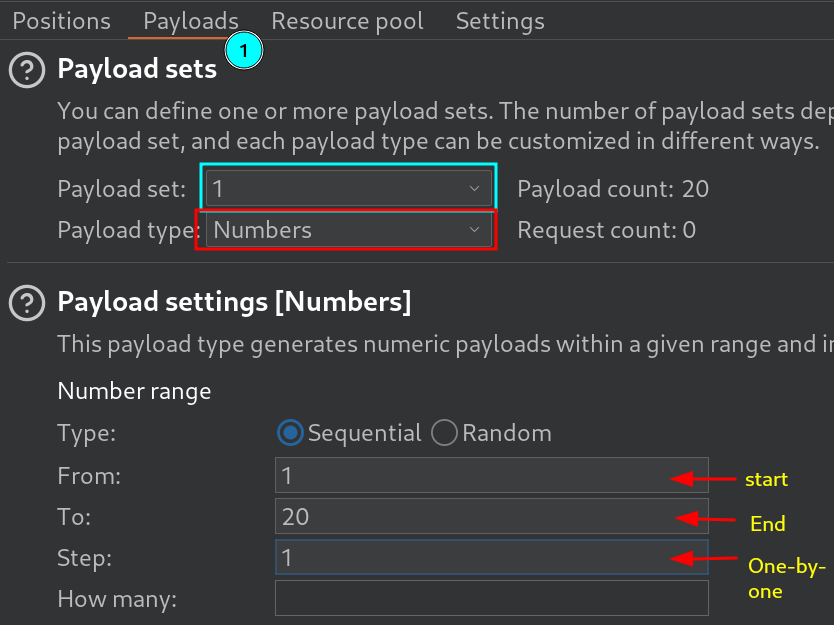 Positions Payloads Resource pool Settings
1
Payload sets
You can define one or more payload sets. The number of payload sets dep
payload set, and each payload type can be customized in different ways.
Payload set: 1 Payload count: 20
Payload type: Numbers Request count: 0
Payload settings [Numbers]
This payload type generates numeric payloads within a given range and in
Number range
Type: Sequential Random
From: 1 start
To: 20 End
Step: 1 One-by-
one
How many: